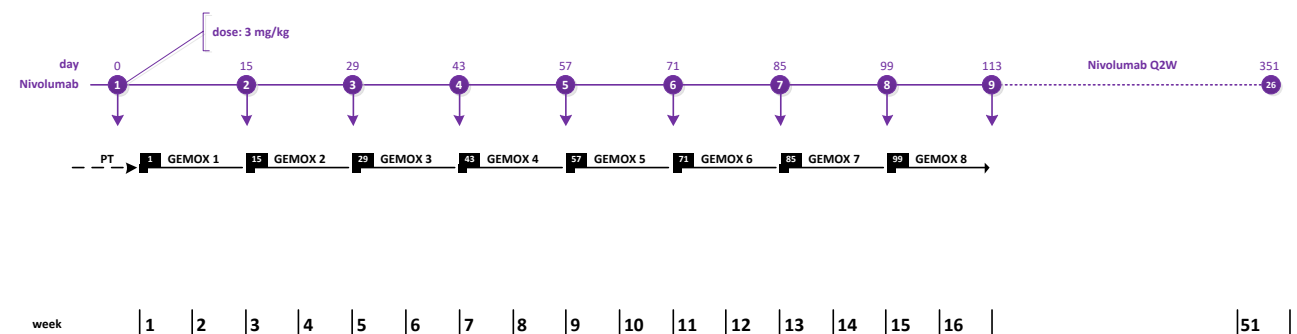 dose: 3 mg/kg
day 0 15 29 43 57 71 85 99 113 Nivolumab Q2W 351
Nivolumab 1 2 3 4 5 6 7 8 9 26
PT 1 GEMOX 1 15 GEMOX 2 29 GEMOX 3 43 GEMOX 4 57 GEMOX 5 71 GEMOX 6 85 GEMOX 7 99 GEMOX 8
week 1 2 3 4 5 6 7 8 9 10 11 12 13 14 15 16 51